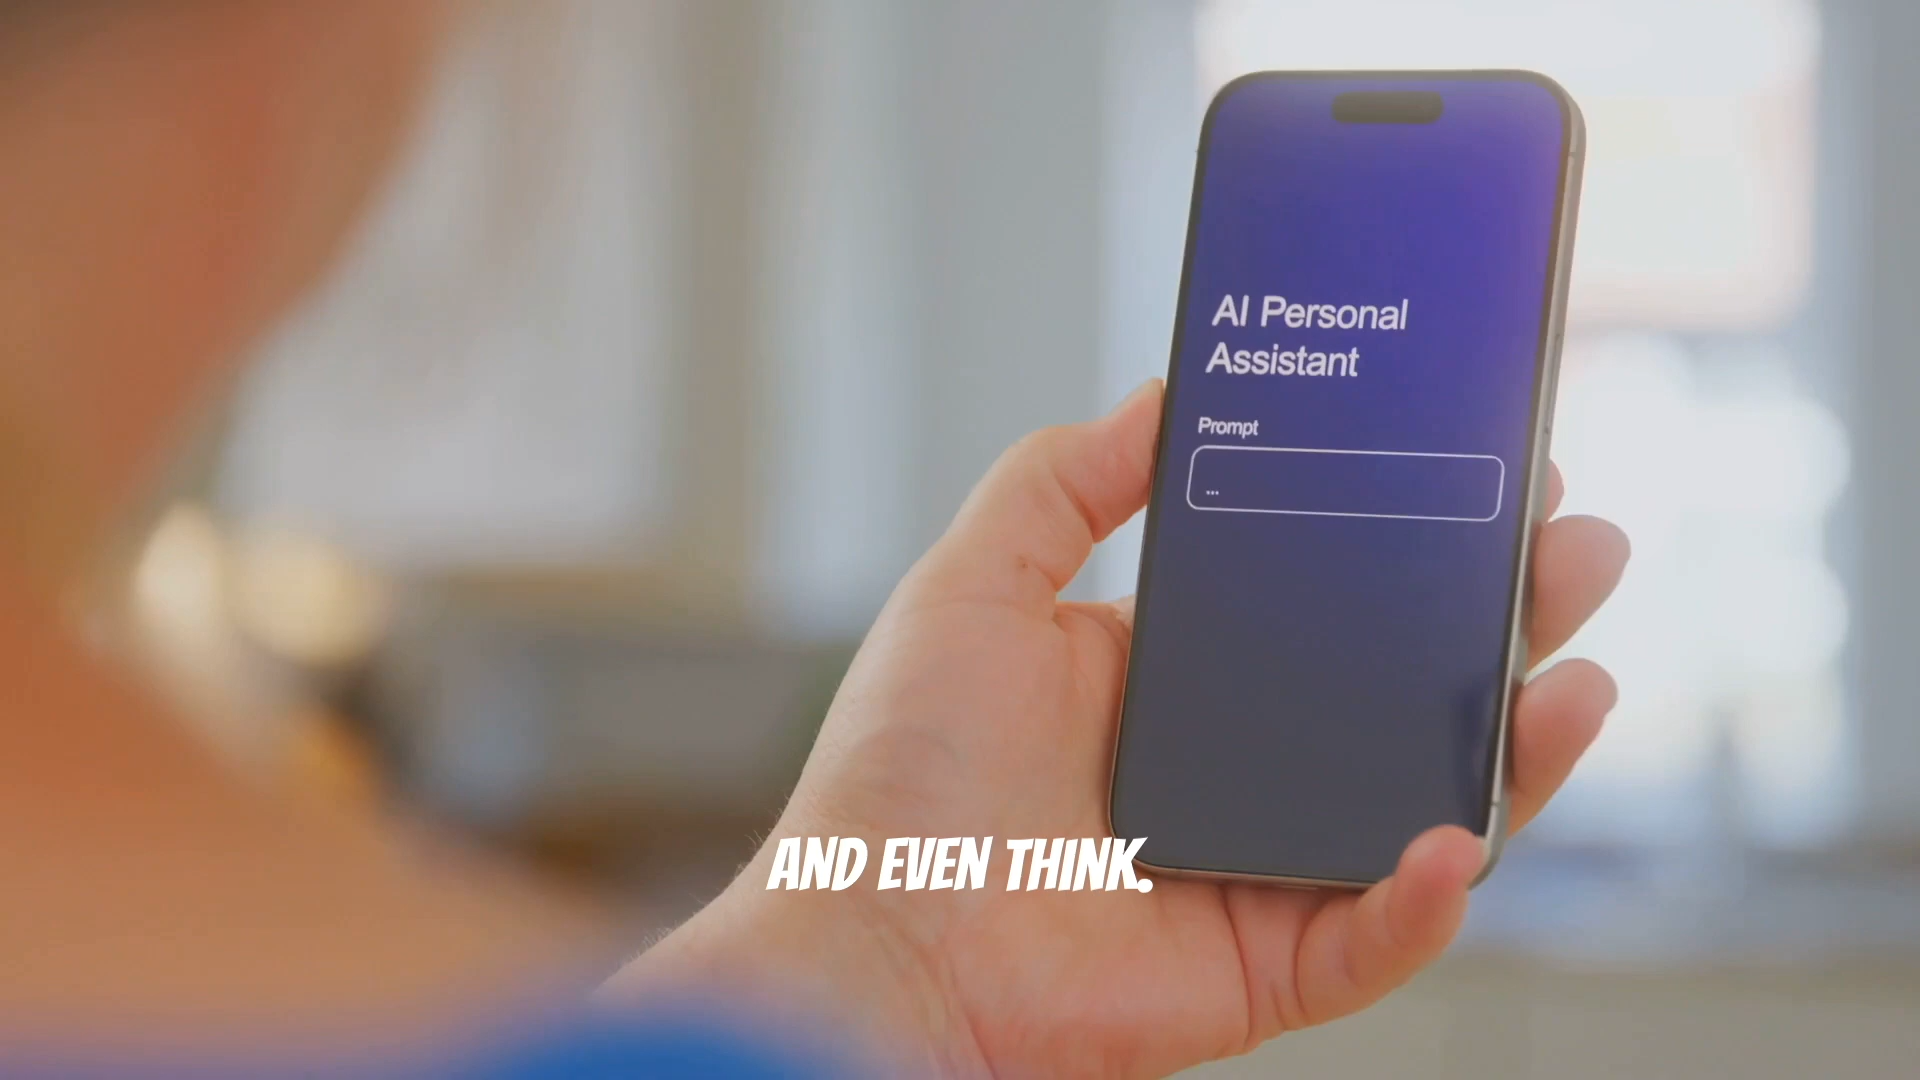 AI Personal
Assistant
Prompt
...
AND EVEN THINK.